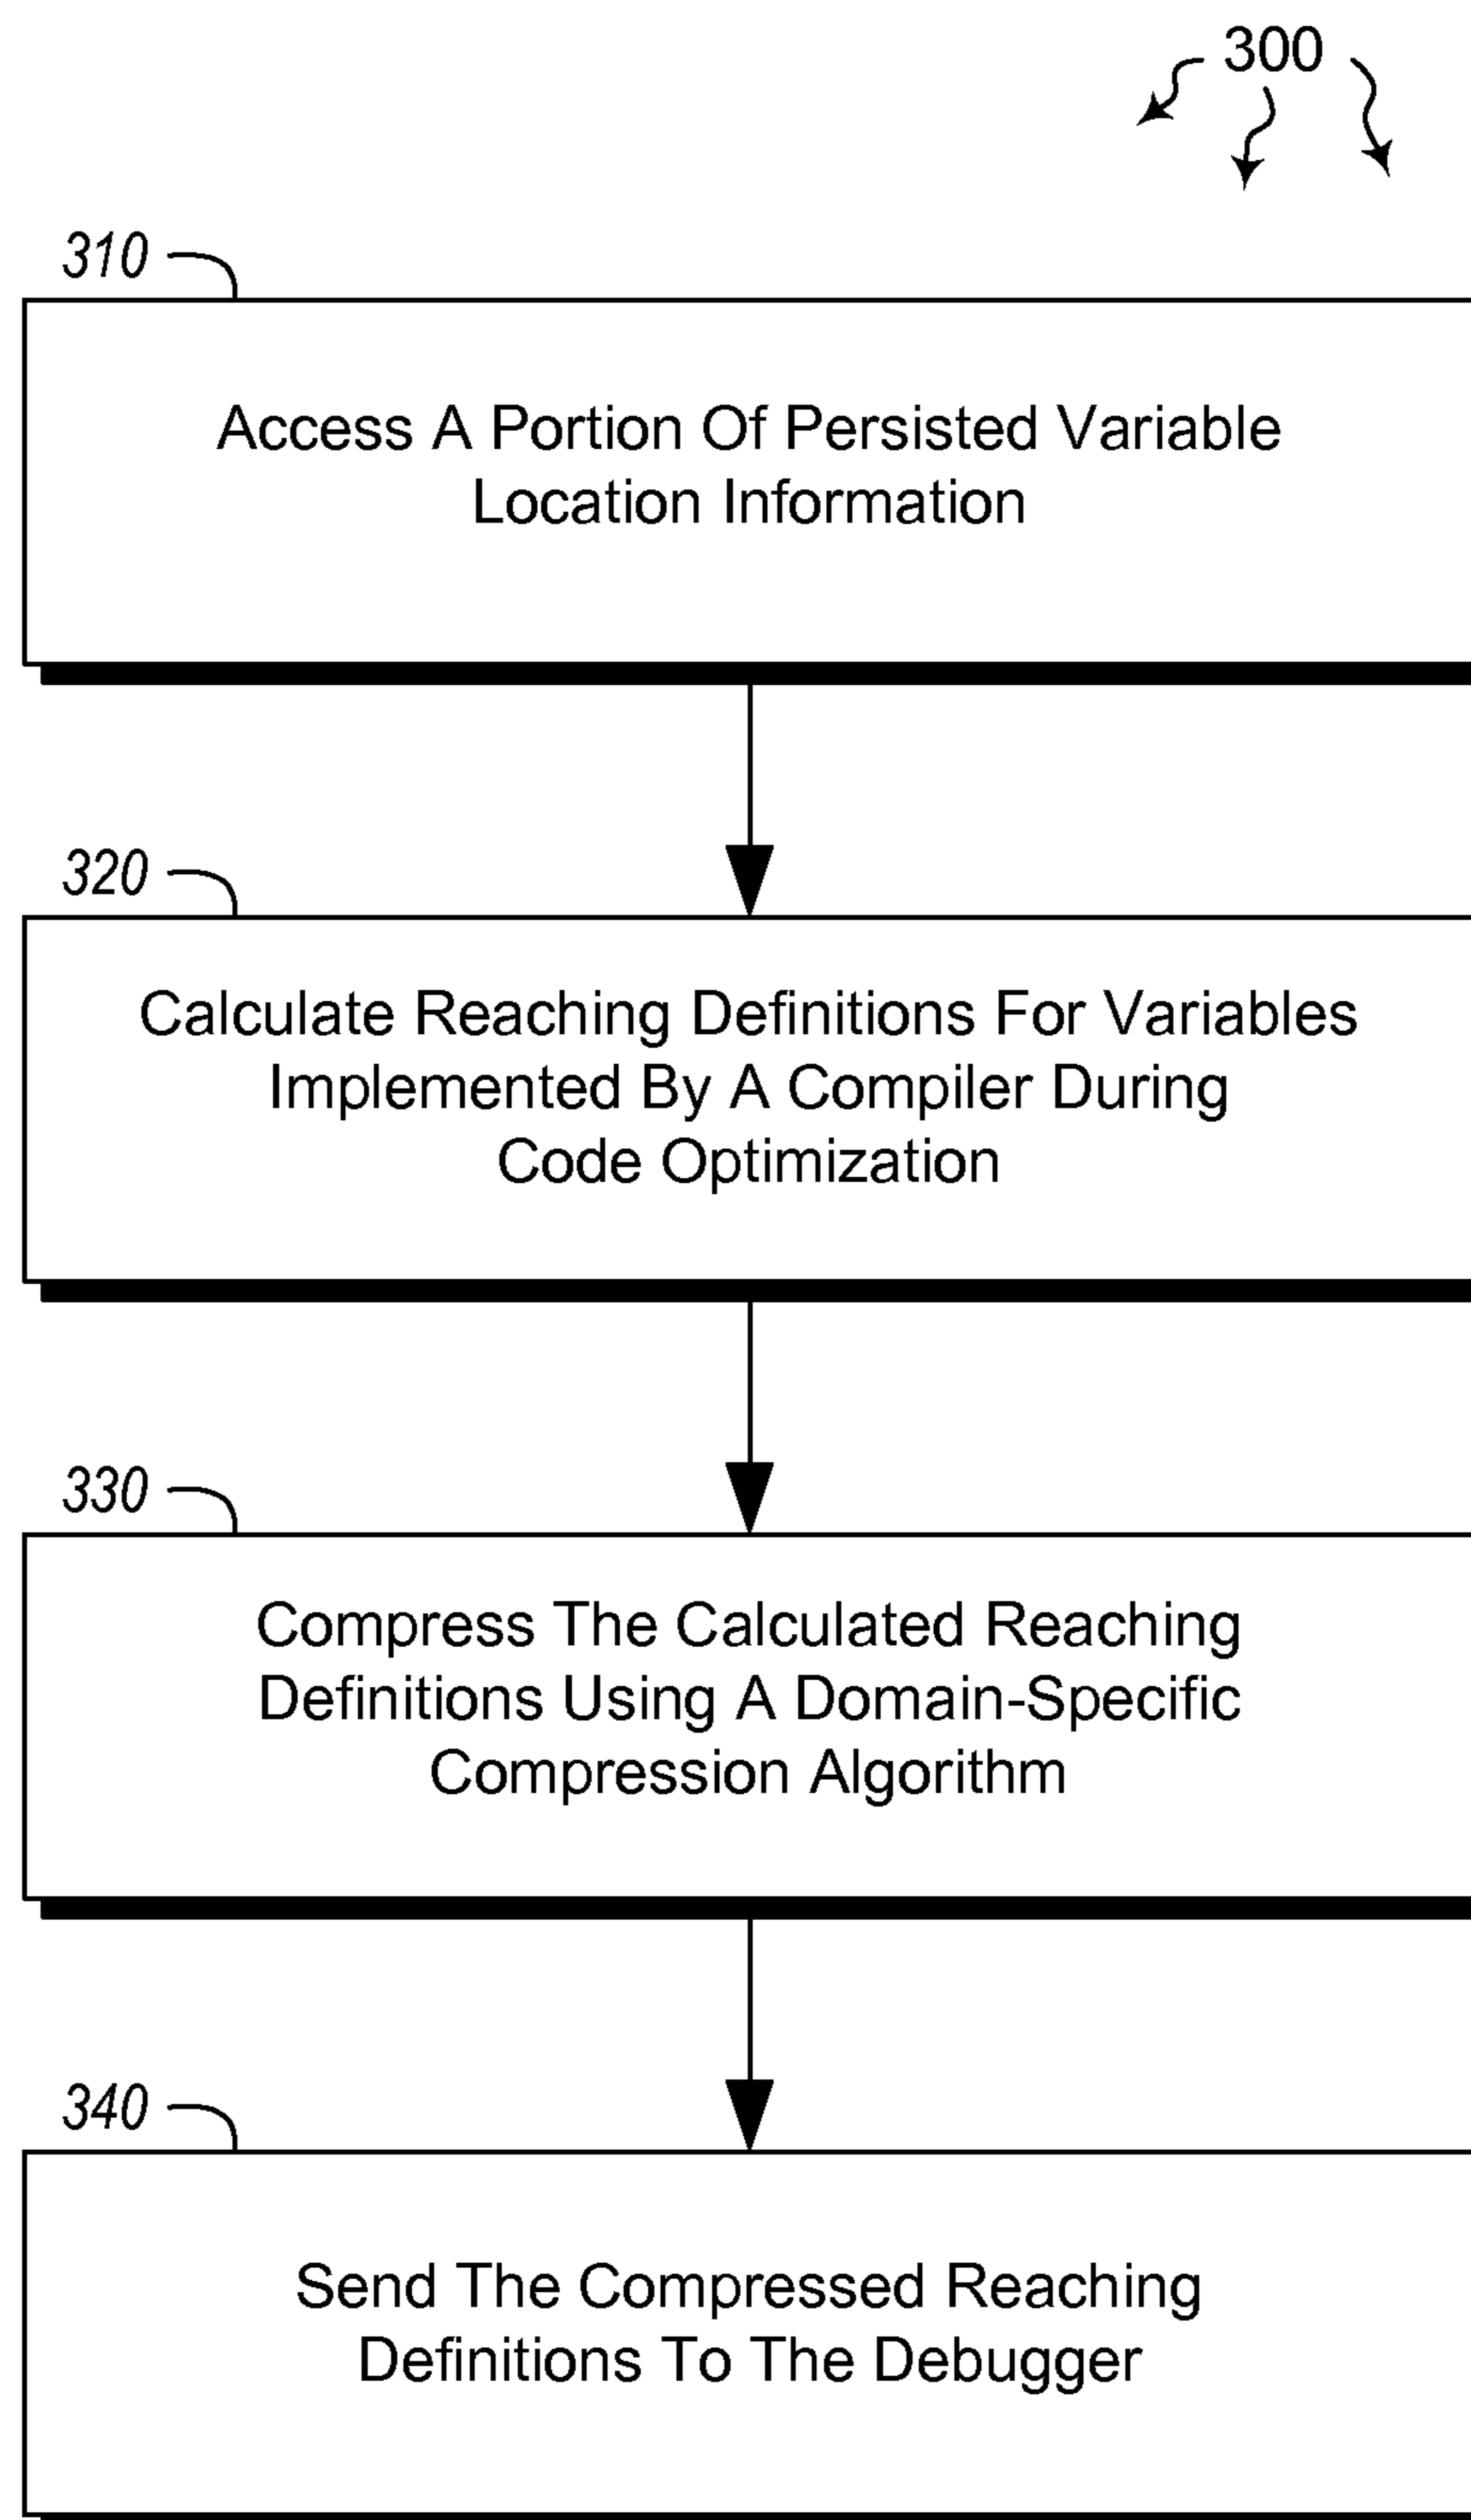 300
310
Access A Portion Of Persisted Variable
Location Information
320
Calculate Reaching Definitions For Variables
Implemented By A Compiler During
Code Optimization
330
Compress The Calculated Reaching
Definitions Using A Domain-Specific
Compression Algorithm
340
Send The Compressed Reaching
Definitions To The Debugger